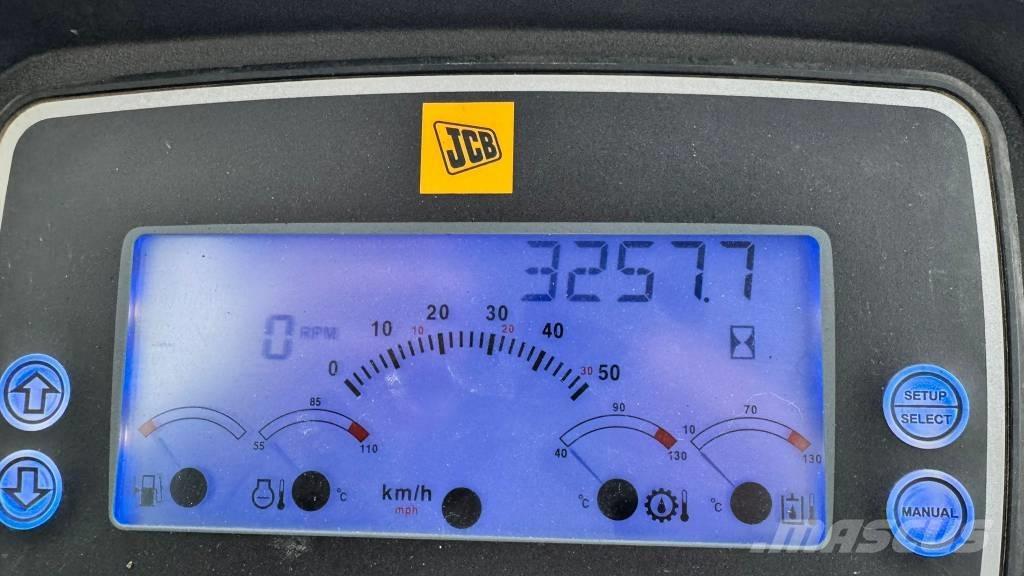 JCB
3257.7
0 RPM
0 10 20 30 40 50
10 20 30
SETUP
SELECT
55 85 110
40 90 130
10 70 130
°C
km/h
mph
°C
°C
MANUAL
MASCUS